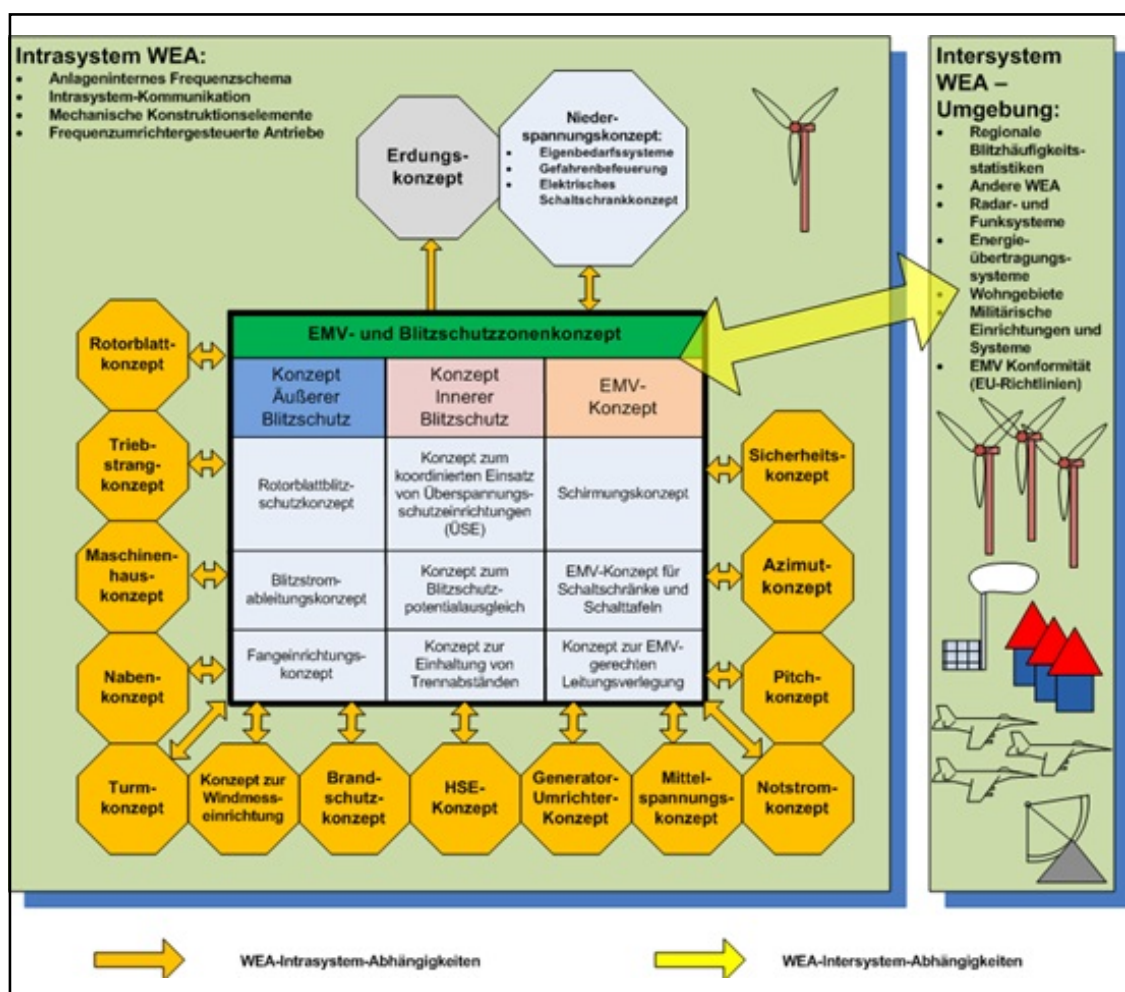 Intrasystem WEA:
• Anlageninternes Frequenzschema
• Intrasystem-Kommunikation
• Mechanische Konstruktionselemente
• Frequenzumrichtergesteuerte Antriebe
Erdungs-
konzept
Nieder-
spannungskonzept:
• Eigenbedarfssysteme
• Gefahrenbefeuerung
• Elektrisches
Schaltschrankkonzept
Intersystem
WEA –
Umgebung:
• Regionale
Blitzhäufigkeits-
statistiken
• Andere WEA
• Radar- und
Funksysteme
• Energie-
übertragungs-
systeme
• Wohngebiete
• Militärische
Einrichtungen und
Systeme
• EMV Konformität
(EU-Richtlinien)
EMV- und Blitzschutzzonenkonzept
Konzept
Äußerer
Blitzschutz
Konzept
Innerer
Blitzschutz
EMV-
Konzept
Rotorblattblitz-
schutzkonzept
Konzept zum
koordinierten Einsatz
von Überspannungs-
schutzeinrichtungen
(ÜSE)
Schirmungskonzept
Blitzstrom-
ableitungskonzept
Konzept zum
Blitzschutz-
potentialausgleich
EMV-Konzept für
Schaltschränke und
Schalttafeln
Fangeinrichtungs-
konzept
Konzept zur
Einhaltung von
Trennabständen
Konzept zur EMV-
gerechten
Leitungsverlegung
Rotorblatt-
konzept
Trieb-
strang-
konzept
Maschinen-
haus-
konzept
Naben-
konzept
Turm-
konzept
Konzept zur
Windmess-
einrichtung
Brand-
schutz-
konzept
HSE-
Konzept
Generator-
Umrichter-
Konzept
Mittel-
spannungs-
konzept
Notstrom-
konzept
Sicherheits-
konzept
Azimut-
konzept
Pitch-
konzept
WEA-Intrasystem-Abhängigkeiten
WEA-Intersystem-Abhängigkeiten